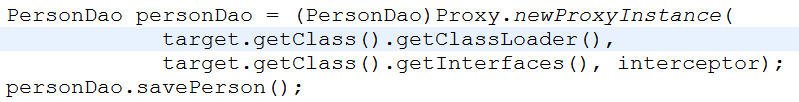 PersonDao personDao = (PersonDao)Proxy.newProxyInstance(
target.getClass().getClassLoader(),
target.getClass().getInterfaces(), interceptor);
personDao.savePerson();